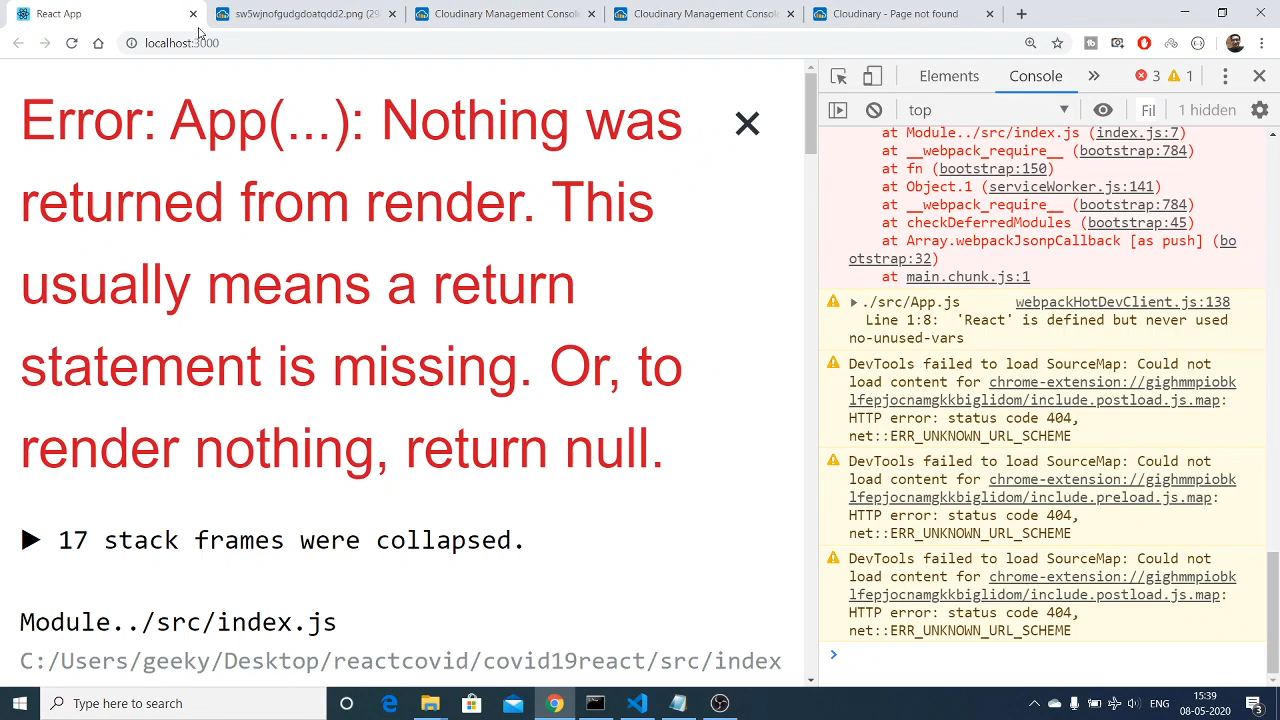 React App
sw5wjnofgudgdoatqdd2.png (29
Cloudinary Management Consol
Cloudinary Management Consol
Cloudinary - Page not found
localhost:3000
Error: App(...): Nothing was
returned from render. This
usually means a return
statement is missing. Or, to
render nothing, return null.
▶ 17 stack frames were collapsed.
Module../src/index.js
C:/Users/geeky/Desktop/reactcovid/covid19react/src/index
Elements
Console
3
1
top
Fil
1 hidden
at Module../src/index.js (index.js:7)
at __webpack_require__ (bootstrap:784)
at fn (bootstrap:150)
at Object.1 (serviceWorker.js:141)
at __webpack_require__ (bootstrap:784)
at checkDeferredModules (bootstrap:45)
at Array.webpackJsonpCallback [as push] (bo
otstrap:32)
at main.chunk.js:1
./src/App.js webpackHotDevClient.js:138
Line 1:8: 'React' is defined but never used
no-unused-vars
DevTools failed to load SourceMap: Could not
load content for chrome-extension://gighmmpiobk
lfepjocnamgkkbiglidom/include.postload.js.map:
HTTP error: status code 404,
net::ERR_UNKNOWN_URL_SCHEME
DevTools failed to load SourceMap: Could not
load content for chrome-extension://gighmmpiobk
lfepjocnamgkkbiglidom/include.preload.js.map:
HTTP error: status code 404,
net::ERR_UNKNOWN_URL_SCHEME
DevTools failed to load SourceMap: Could not
load content for chrome-extension://gighmmpiobk
lfepjocnamgkkbiglidom/include.postload.js.map:
HTTP error: status code 404,
net::ERR_UNKNOWN_URL_SCHEME
Type here to search
ENG
15:39
08-05-2020
3